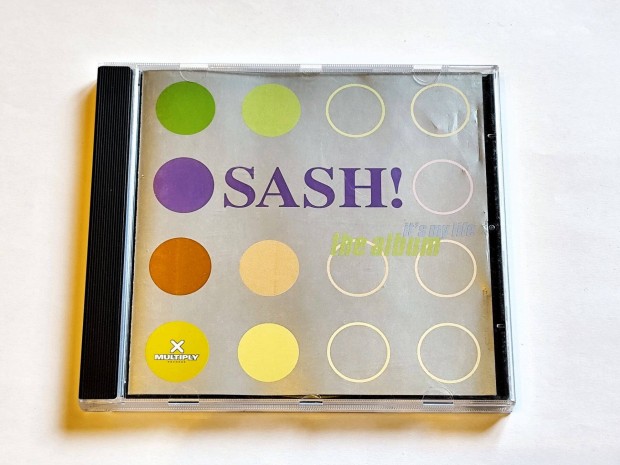 SASH!
it's my life
the album
X
MULTIPLY